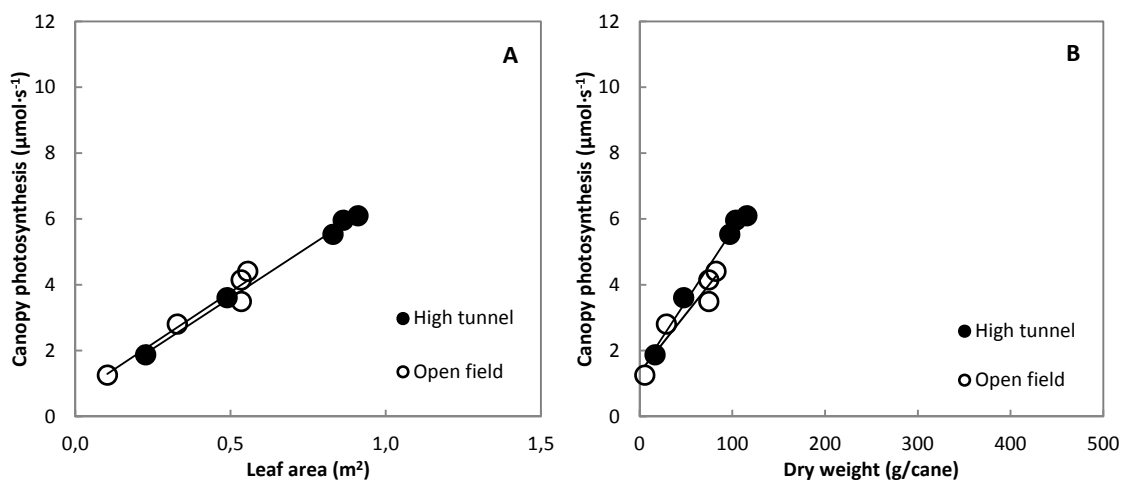 12
10
8
6
4
2
0
Canopy photosynthesis (µmol·s⁻¹)
A
High tunnel
Open field
0,0 0,5 1,0 1,5
Leaf area (m²)
12
10
8
6
4
2
0
Canopy photosynthesis (µmol·s⁻¹)
B
High tunnel
Open field
0 100 200 300 400 500
Dry weight (g/cane)